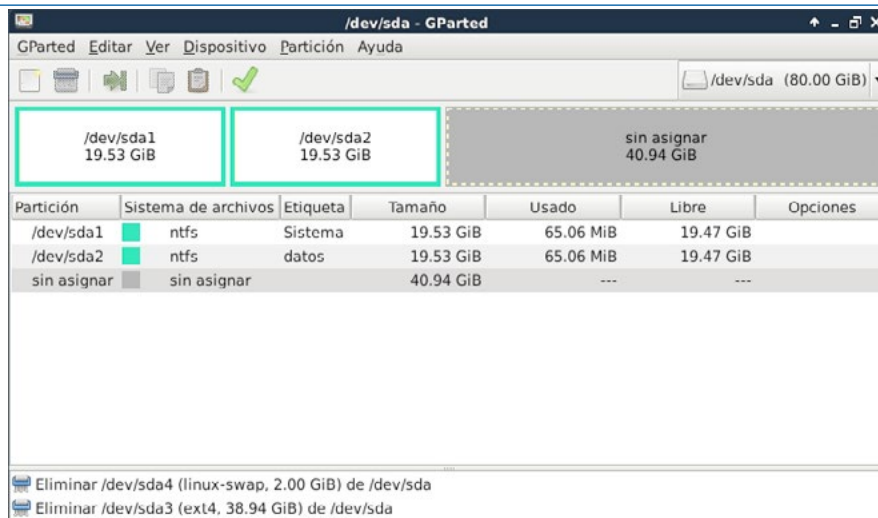 /dev/sda - GParted
GParted Editar Ver Dispositivo Partición Ayuda
/dev/sda (80.00 GiB)
/dev/sda1
19.53 GiB
/dev/sda2
19.53 GiB
sin asignar
40.94 GiB
Partición Sistema de archivos Etiqueta Tamaño Usado Libre Opciones
/dev/sda1 ntfs Sistema 19.53 GiB 65.06 MiB 19.47 GiB
/dev/sda2 ntfs datos 19.53 GiB 65.06 MiB 19.47 GiB
sin asignar sin asignar 40.94 GiB --- ---
Eliminar /dev/sda4 (linux-swap, 2.00 GiB) de /dev/sda
Eliminar /dev/sda3 (ext4, 38.94 GiB) de /dev/sda